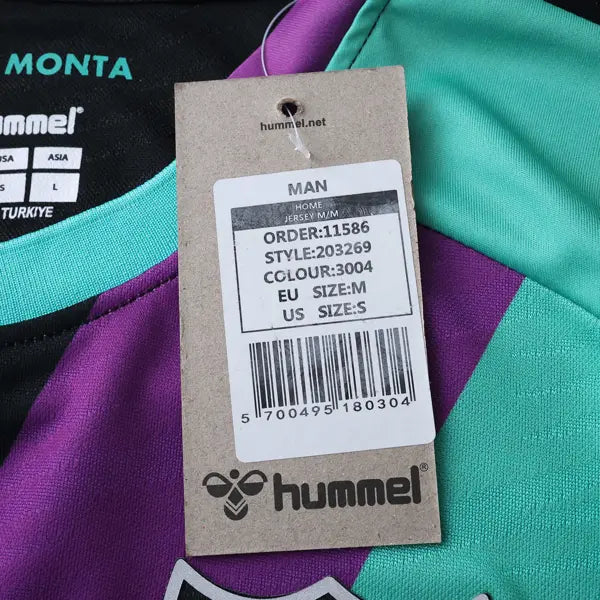 MONTA
hummel®
USA ASIA
S L
TURKIYE
hummel.net
MAN
HOME
JERSEY M/M
ORDER:11586
STYLE:203269
COLOUR:3004
EU SIZE:M
US SIZE:S
5 700495 180304
hummel®